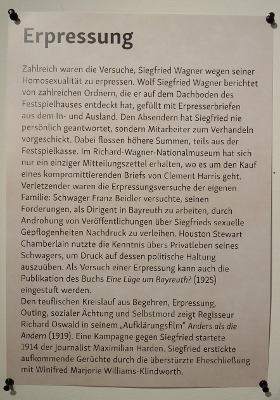 Erpressung
Zahlreich waren die Versuche, Siegfried Wagner wegen seiner
Homosexualität zu erpressen. Wolf Siegfried Wagner berichtet
von zahlreichen Ordnern, die er auf dem Dachboden des
Festspielhauses entdeckt hat, gefüllt mit Erpresserbriefen
aus dem In- und Ausland. Den Absendern hat Siegfried nie
persönlich geantwortet, sondern Mitarbeiter zum Verhandeln
vorgeschickt. Dabei flossen höhere Summen, teils aus der
Festspielkasse. Im Richard-Wagner-Nationalmuseum hat sich
nur ein einziger Mitteilungszettel erhalten, wo es um den Kauf
eines kompromittierenden Briefs von Clement Harris geht.
Verletzender waren die Erpressungsversuche der eigenen
Familie: Schwager Franz Beidler versuchte, seinen
Forderungen, als Dirigent in Bayreuth zu arbeiten, durch
Androhung von Veröffentlichungen über Siegfrieds sexuelle
Gepflogenheiten Nachdruck zu verleihen. Houston Stewart
Chamberlain nutzte die Kenntnis übers Privatleben seines
Schwagers, um Druck auf dessen politische Haltung
auszuüben. Als Versuch einer Erpressung kann auch die
Publikation des Buchs Eine Lüge um Bayreuth? (1925)
eingestuft werden.
Den teuflischen Kreislauf aus Begehren, Erpressung,
Outing, sozialer Ächtung und Selbstmord zeigt Regisseur
Richard Oswald in seinem „Aufklärungsfilm" Anders als die
Andern (1919). Eine Kampagne gegen Siegfried startete
1914 der Journalist Maximilian Harden. Siegfried erstickte
aufkommende Gerüchte durch die überstürzte Eheschließung
mit Winifred Marjorie Williams-Klindworth.